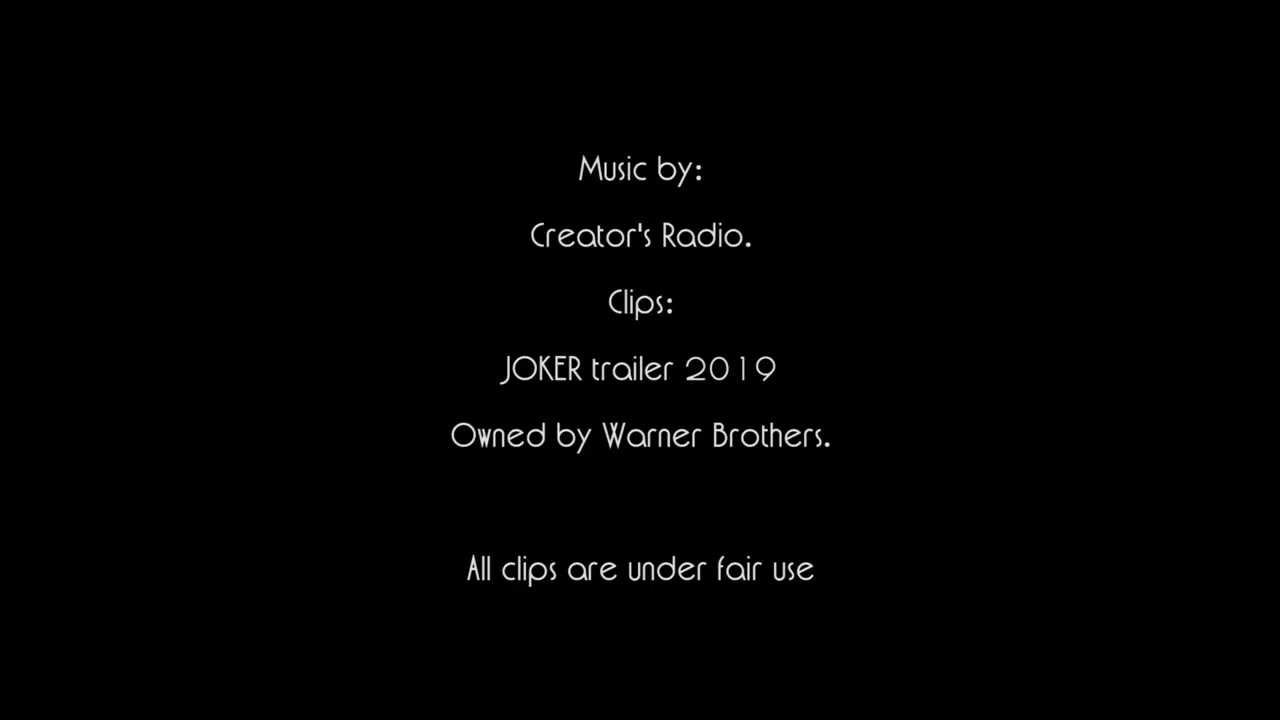 Music by:
Creator's Radio.
Clips:
JOKER trailer 2019
Owned by Warner Brothers.
All clips are under fair use